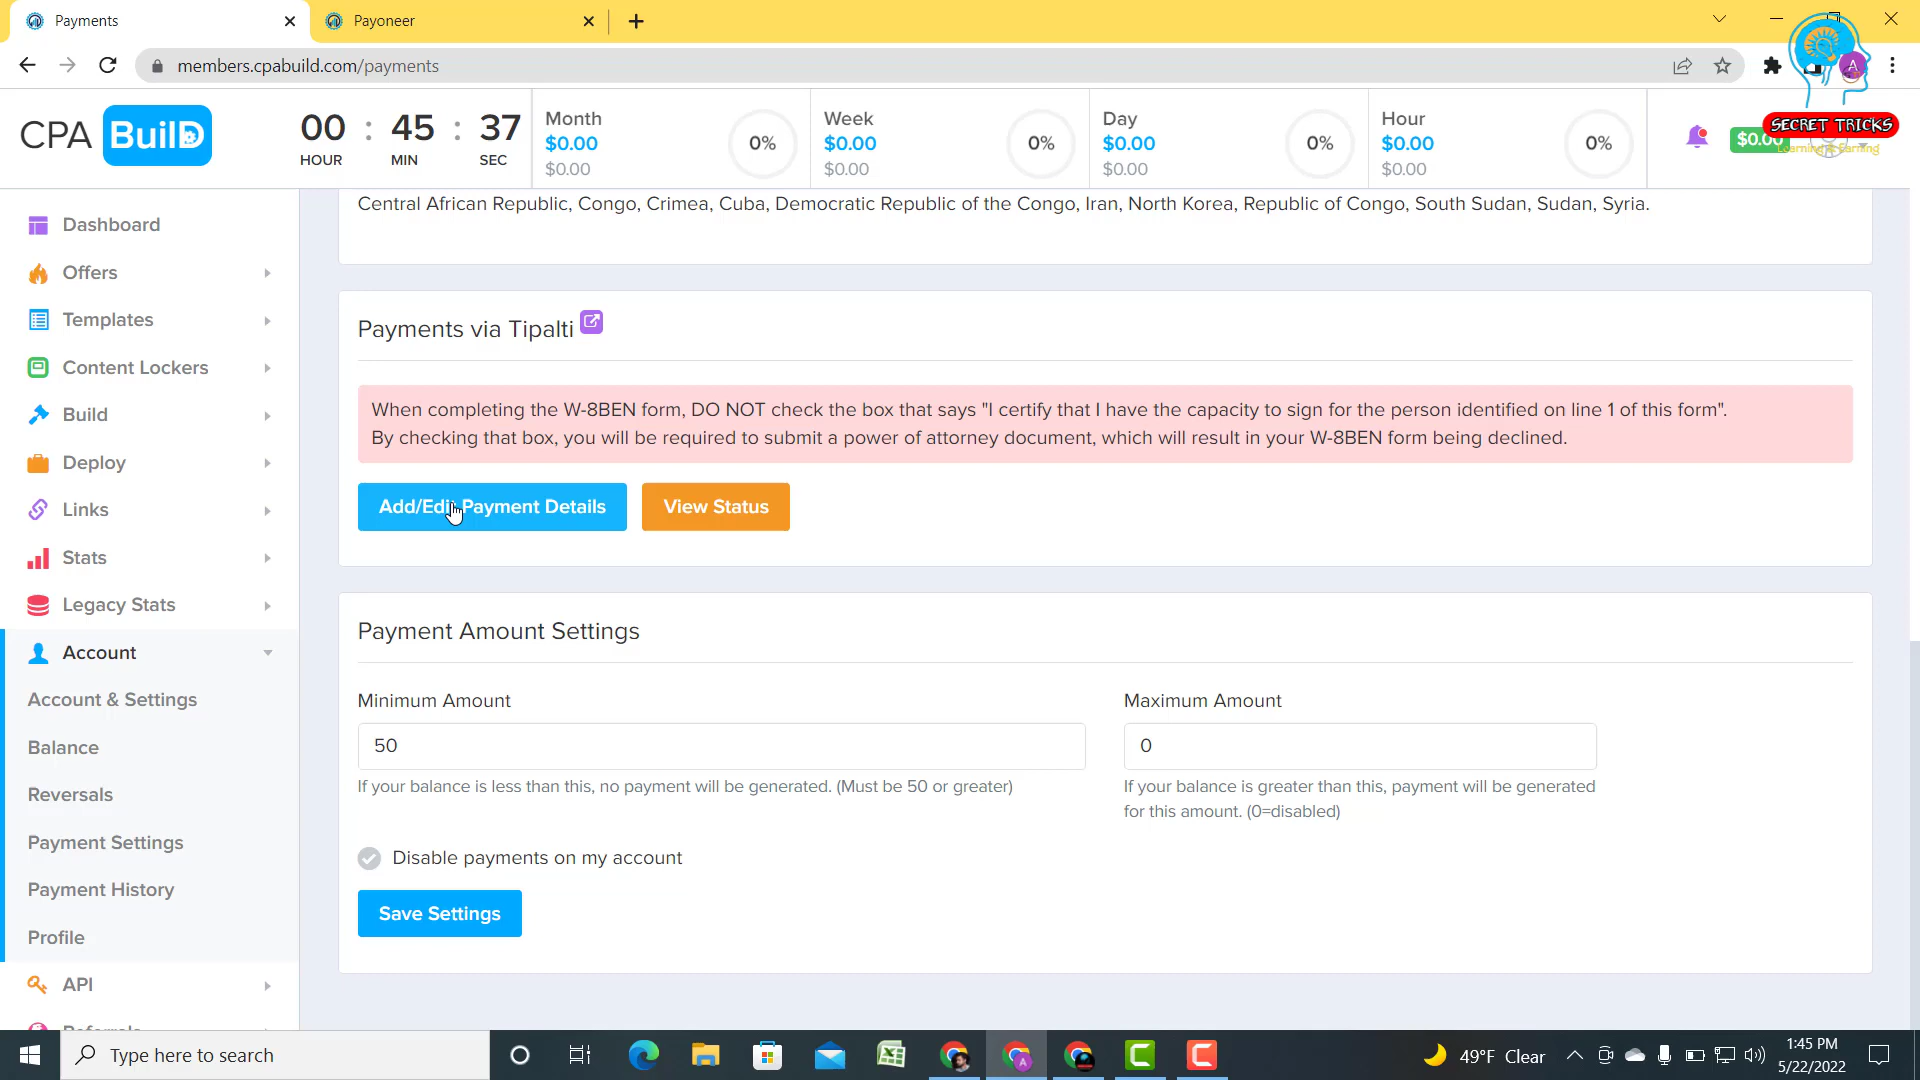 Payments
Payoneer
members.cpabuild.com/payments
A
CPA BuilD
00 : 45 : 37
HOUR MIN SEC
Month
$0.00
$0.00
0%
Week
$0.00
$0.00
0%
Day
$0.00
$0.00
0%
Hour
$0.00
$0.00
0%
$0.00
SECRET TRICKS
Learning & Earning
Dashboard
Offers
Templates
Content Lockers
Build
Deploy
Links
Stats
Legacy Stats
Account
Account & Settings
Balance
Reversals
Payment Settings
Payment History
Profile
API
Central African Republic, Congo, Crimea, Cuba, Democratic Republic of the Congo, Iran, North Korea, Republic of Congo, South Sudan, Sudan, Syria.
Payments via Tipalti
When completing the W-8BEN form, DO NOT check the box that says "I certify that I have the capacity to sign for the person identified on line 1 of this form".
By checking that box, you will be required to submit a power of attorney document, which will result in your W-8BEN form being declined.
Add/Edit Payment Details
View Status
Payment Amount Settings
Minimum Amount
50
If your balance is less than this, no payment will be generated. (Must be 50 or greater)
Maximum Amount
0
If your balance is greater than this, payment will be generated
for this amount. (0=disabled)
Disable payments on my account
Save Settings
Type here to search
49°F Clear
1:45 PM
5/22/2022